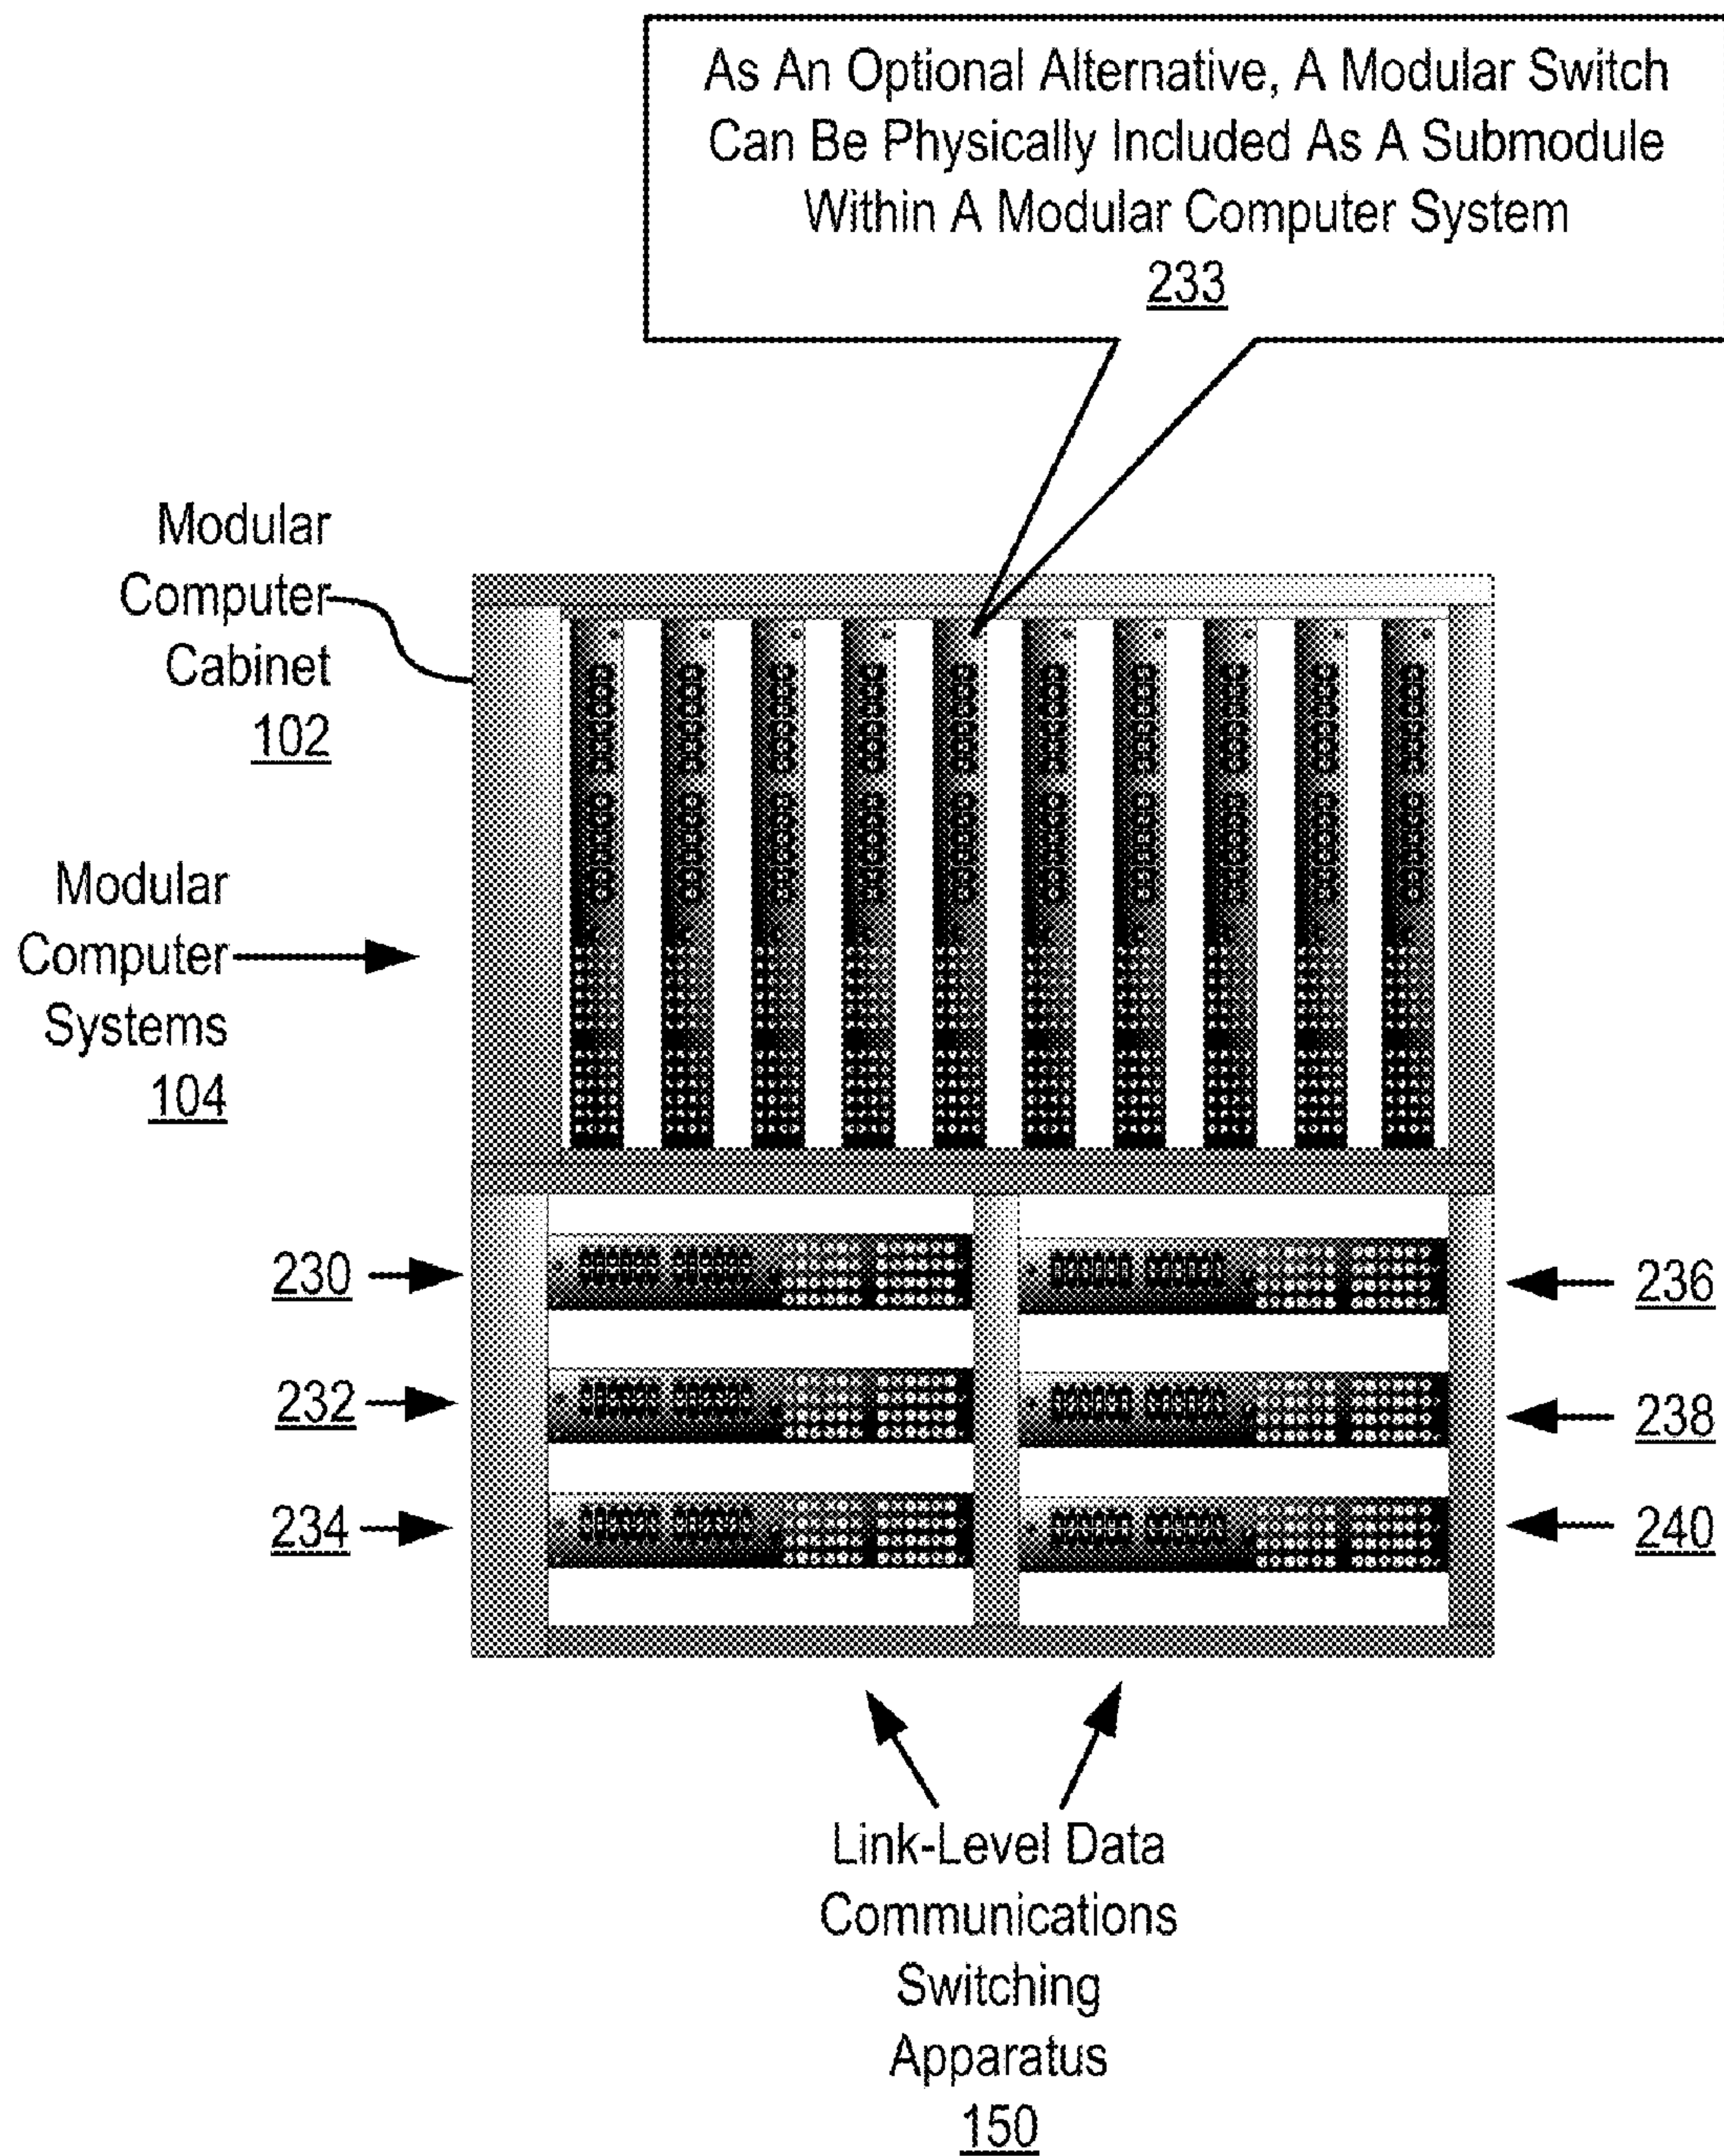 As An Optional Alternative, A Modular Switch
Can Be Physically Included As A Submodule
Within A Modular Computer System
233
Modular
Computer
Cabinet
102
Modular
Computer
Systems
104
230
236
232
238
234
240
Link-Level Data
Communications
Switching
Apparatus
150